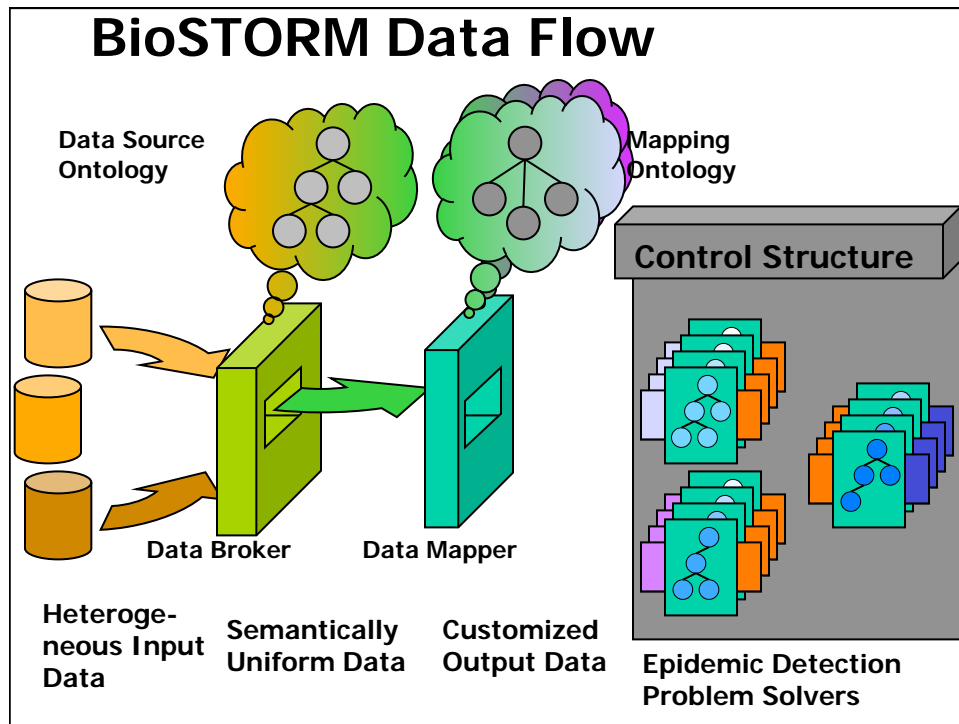 BioSTORM Data Flow
Data Source
Ontology
Mapping
Ontology
Control Structure
Data Broker
Data Mapper
Heteroge-
neous Input
Data
Semantically
Uniform Data
Customized
Output Data
Epidemic Detection
Problem Solvers